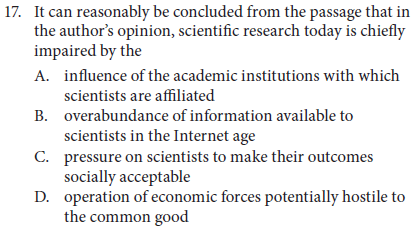 17. It can reasonably be concluded from the passage that in
the author's opinion, scientific research today is chiefly
impaired by the
A. influence of the academic institutions with which
scientists are affiliated
B. overabundance of information available to
scientists in the Internet age
C. pressure on scientists to make their outcomes
socially acceptable
D. operation of economic forces potentially hostile to
the common good